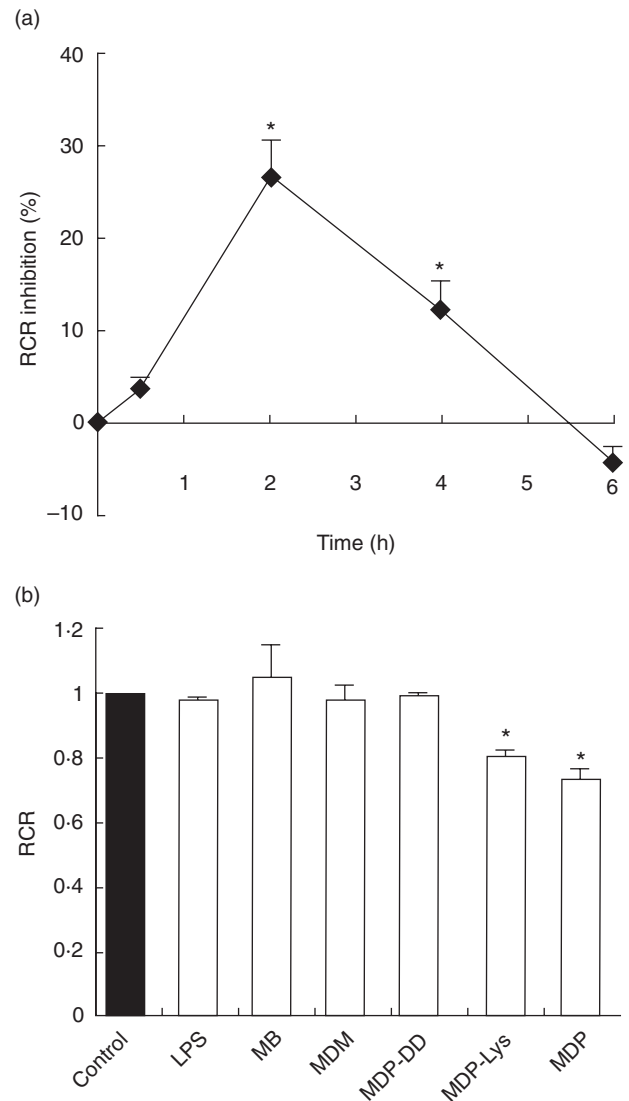 (a)
40
30
20
10
0
–10
RCR inhibition (%)
*
*
1 2 3 4 5 6
Time (h)
(b)
1·2
1
0·8
0·6
0·4
0·2
0
RCR
*
*
Control
LPS
MB
MDM
MDP-DD
MDP-Lys
MDP